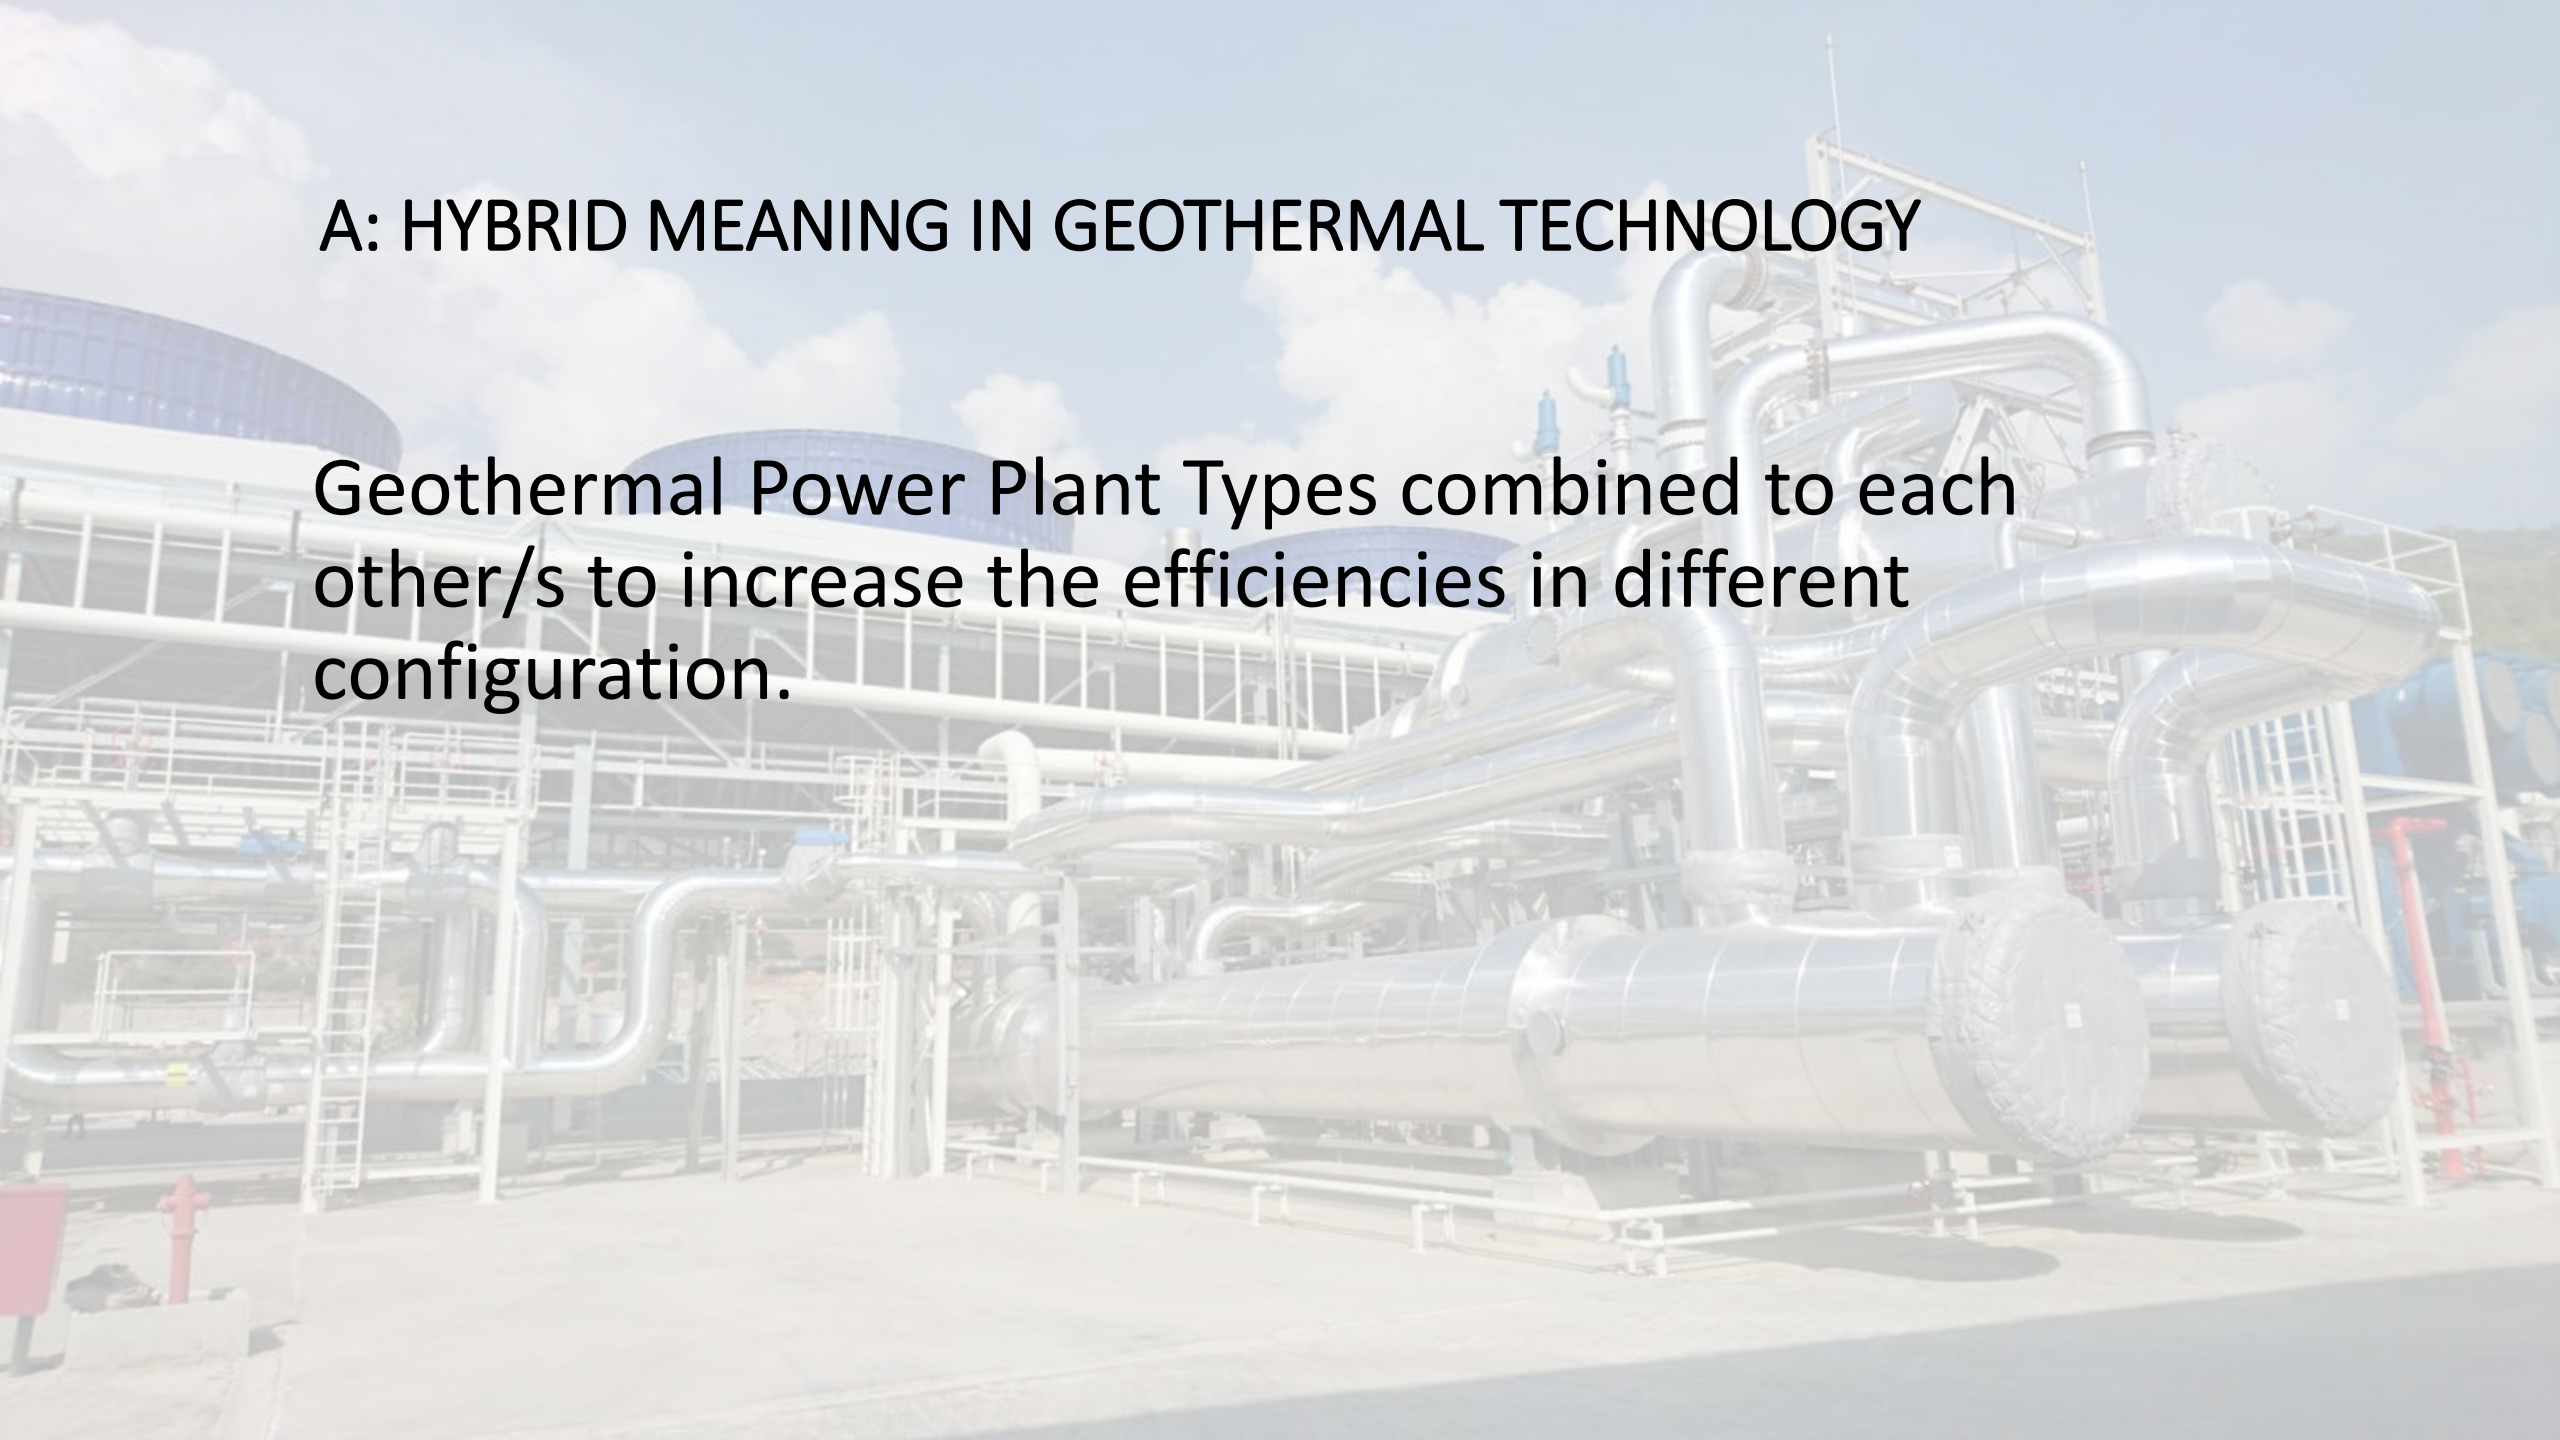 A: HYBRID MEANING IN GEOTHERMAL TECHNOLOGY
Geothermal Power Plant Types combined to each
other/s to increase the efficiencies in different
configuration.